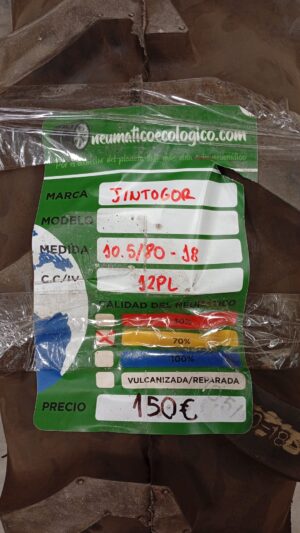 neumaticoecologico.com
MARCA JINTOGOR
MODELO
MEDIDA 10.5/80-18
C.C/IV 12PL
CALIDAD DEL NEUMÁTICO
50%
70%
100%
VULCANIZADA/REPARADA
PRECIO 150€